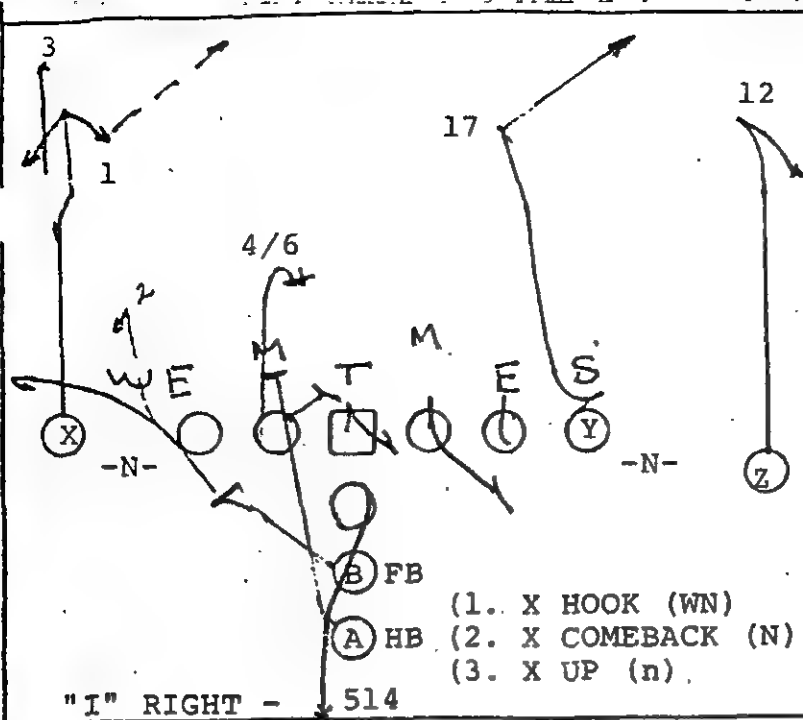 3
12
17
1
4/6
2
W E M T M E S
X Y
-N- -N- Z
B FB
(1. X HOOK (WN)
A HB (2. X COMEBACK (N)
(3. X UP (n)
"I" RIGHT - 514